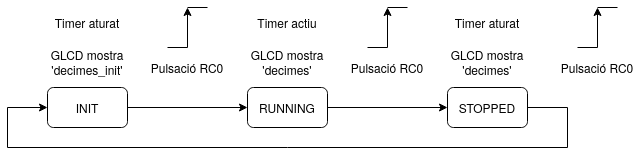 Timer aturat
GLCD mostra
'decimes_init'
Pulsació RC0
INIT
Timer actiu
GLCD mostra
'decimes'
Pulsació RC0
RUNNING
Timer aturat
GLCD mostra
'decimes'
Pulsació RC0
STOPPED